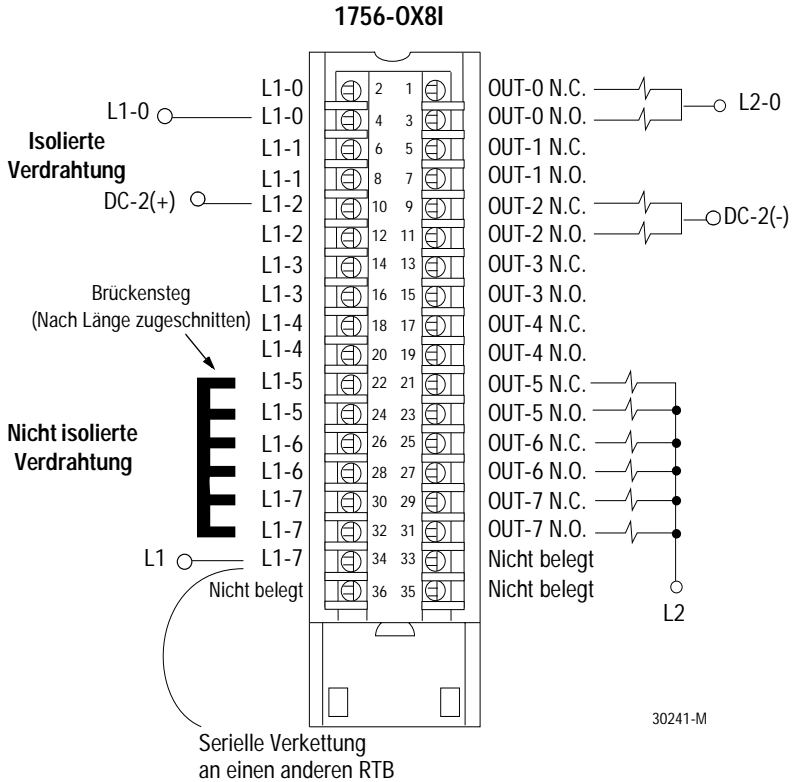 1756-OX8I
L1-0 2 1 OUT-0 N.C.
L1-0 L1-0 4 3 OUT-0 N.O. L2-0
Isolierte
Verdrahtung
L1-1 6 5 OUT-1 N.C.
L1-1 8 7 OUT-1 N.O.
DC-2(+) L1-2 10 9 OUT-2 N.C.
L1-2 12 11 OUT-2 N.O. DC-2(-)
L1-3 14 13 OUT-3 N.C.
L1-3 16 15 OUT-3 N.O.
Brückensteg
(Nach Länge zugeschnitten)
L1-4 18 17 OUT-4 N.C.
L1-4 20 19 OUT-4 N.O.
L1-5 22 21 OUT-5 N.C.
L1-5 24 23 OUT-5 N.O.
Nicht isolierte
Verdrahtung
L1-6 26 25 OUT-6 N.C.
L1-6 28 27 OUT-6 N.O.
L1-7 30 29 OUT-7 N.C.
L1-7 32 31 OUT-7 N.O.
L1 L1-7 34 33 Nicht belegt
Nicht belegt 36 35 Nicht belegt
L2
30241-M
Serielle Verkettung
an einen anderen RTB